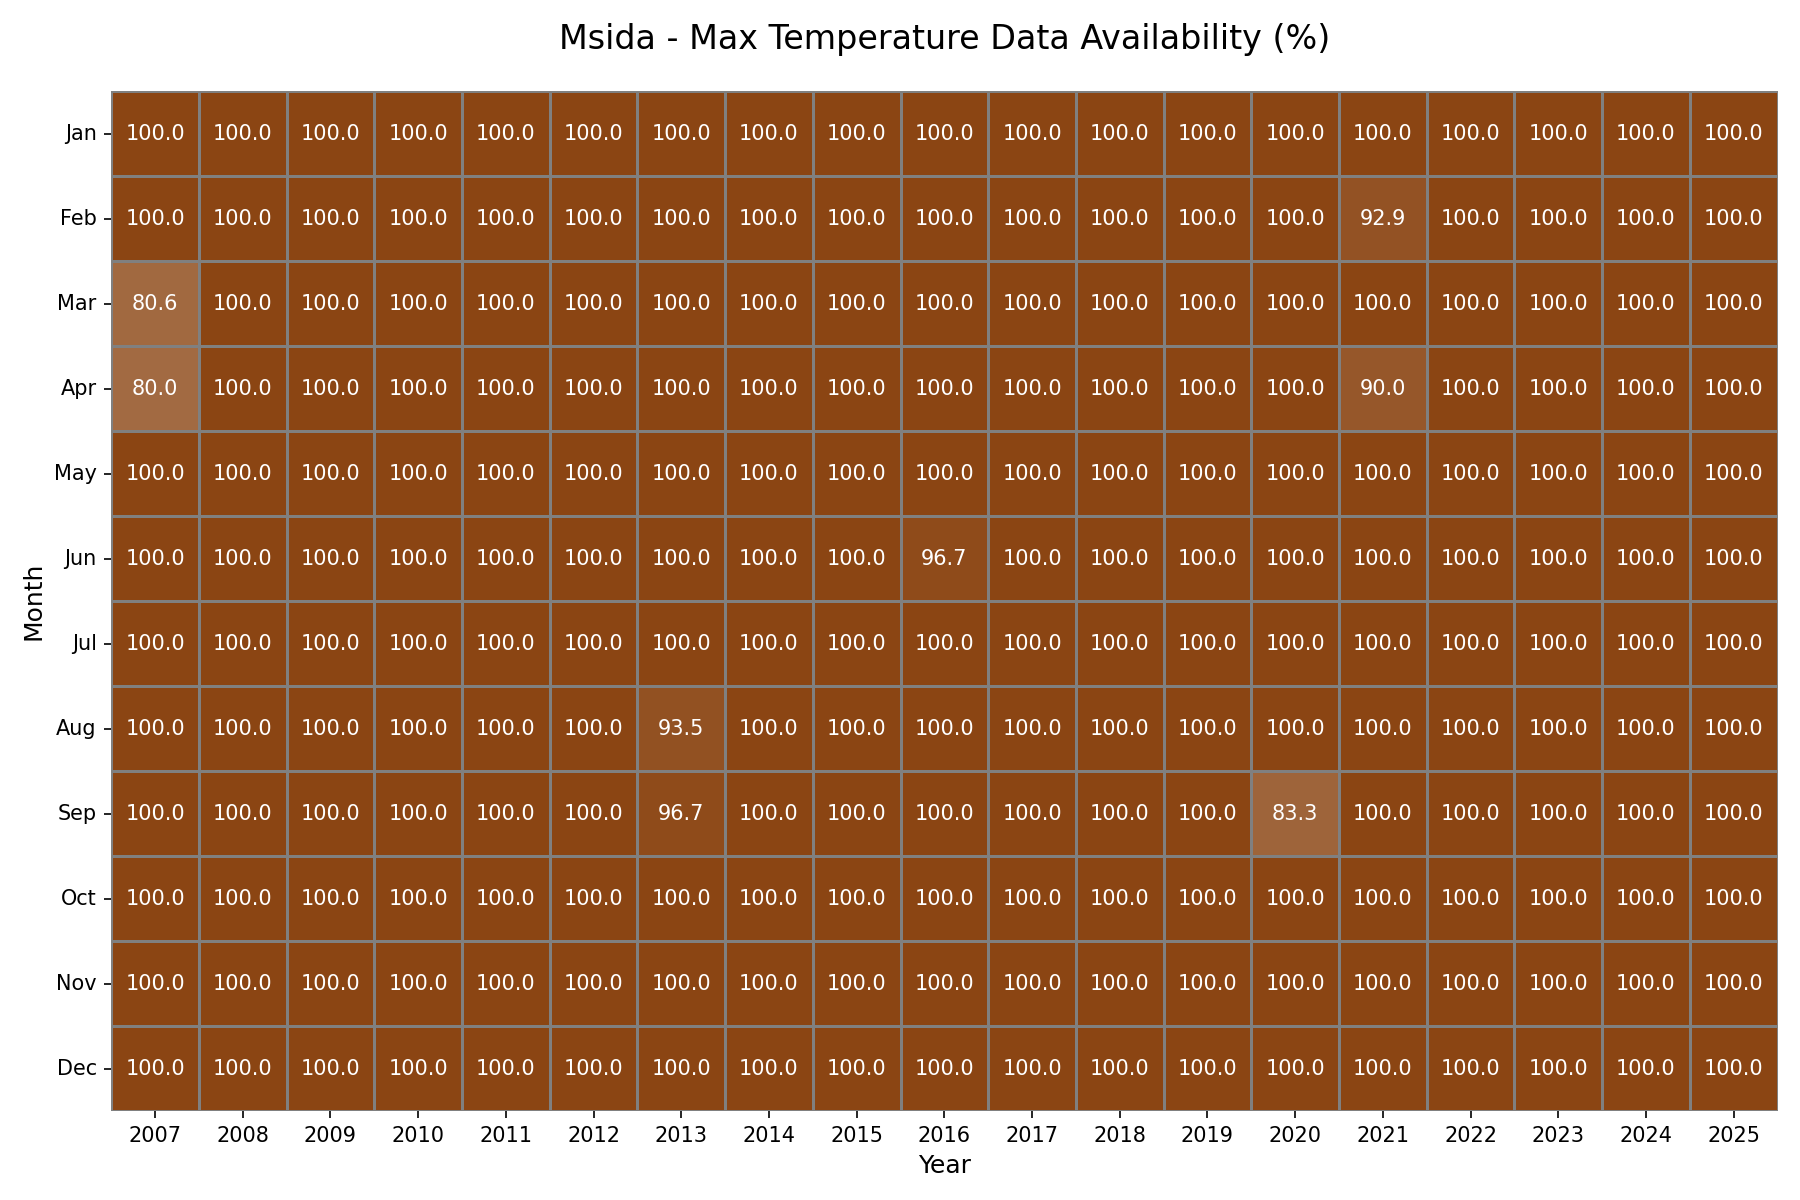 Msida - Max Temperature Data Availability (%)
Jan 100.0 100.0 100.0 100.0 100.0 100.0 100.0 100.0 100.0 100.0 100.0 100.0 100.0 100.0 100.0 100.0 100.0 100.0 100.0
Feb 100.0 100.0 100.0 100.0 100.0 100.0 100.0 100.0 100.0 100.0 100.0 100.0 100.0 100.0 92.9 100.0 100.0 100.0 100.0
Mar 80.6 100.0 100.0 100.0 100.0 100.0 100.0 100.0 100.0 100.0 100.0 100.0 100.0 100.0 100.0 100.0 100.0 100.0 100.0
Apr 80.0 100.0 100.0 100.0 100.0 100.0 100.0 100.0 100.0 100.0 100.0 100.0 100.0 100.0 90.0 100.0 100.0 100.0 100.0
May 100.0 100.0 100.0 100.0 100.0 100.0 100.0 100.0 100.0 100.0 100.0 100.0 100.0 100.0 100.0 100.0 100.0 100.0 100.0
Jun 100.0 100.0 100.0 100.0 100.0 100.0 100.0 100.0 100.0 96.7 100.0 100.0 100.0 100.0 100.0 100.0 100.0 100.0 100.0
Jul 100.0 100.0 100.0 100.0 100.0 100.0 100.0 100.0 100.0 100.0 100.0 100.0 100.0 100.0 100.0 100.0 100.0 100.0 100.0
Aug 100.0 100.0 100.0 100.0 100.0 100.0 93.5 100.0 100.0 100.0 100.0 100.0 100.0 100.0 100.0 100.0 100.0 100.0 100.0
Sep 100.0 100.0 100.0 100.0 100.0 100.0 96.7 100.0 100.0 100.0 100.0 100.0 100.0 83.3 100.0 100.0 100.0 100.0 100.0
Oct 100.0 100.0 100.0 100.0 100.0 100.0 100.0 100.0 100.0 100.0 100.0 100.0 100.0 100.0 100.0 100.0 100.0 100.0 100.0
Nov 100.0 100.0 100.0 100.0 100.0 100.0 100.0 100.0 100.0 100.0 100.0 100.0 100.0 100.0 100.0 100.0 100.0 100.0 100.0
Dec 100.0 100.0 100.0 100.0 100.0 100.0 100.0 100.0 100.0 100.0 100.0 100.0 100.0 100.0 100.0 100.0 100.0 100.0 100.0
2007 2008 2009 2010 2011 2012 2013 2014 2015 2016 2017 2018 2019 2020 2021 2022 2023 2024 2025
Year
Month